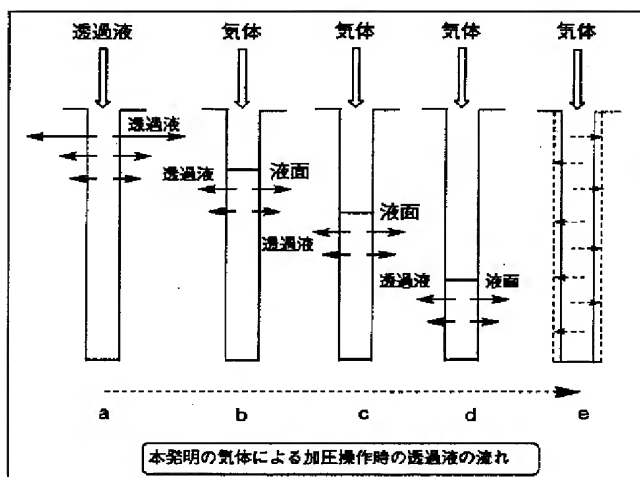 透過液 気体 気体 気体 気体
透過液
透過液 液面
液面
透過液
透過液 液面
a b c d e
本発明の気体による加圧操作時の透過液の流れ